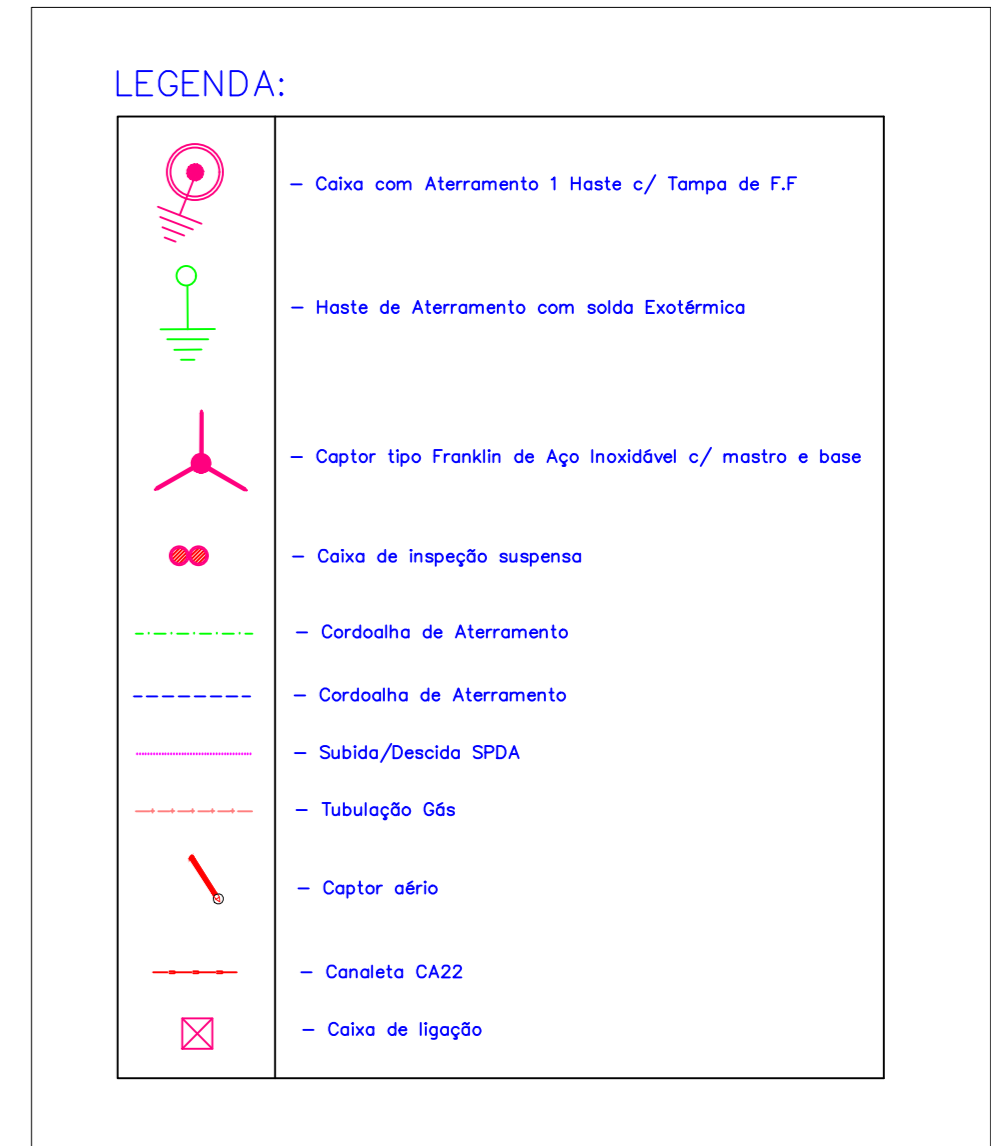 LEGENDA:
– Caixa com Aterramento 1 Haste c/ Tampa de F.F
– Haste de Aterramento com solda Exotérmica
– Captor tipo Franklin de Aço Inoxidável c/ mastro e base
– Caixa de inspeção suspensa
– Cordoalha de Aterramento
– Cordoalha de Aterramento
– Subida/Descida SPDA
– Tubulação Gás
– Captor aério
– Canaleta CA22
– Caixa de ligação